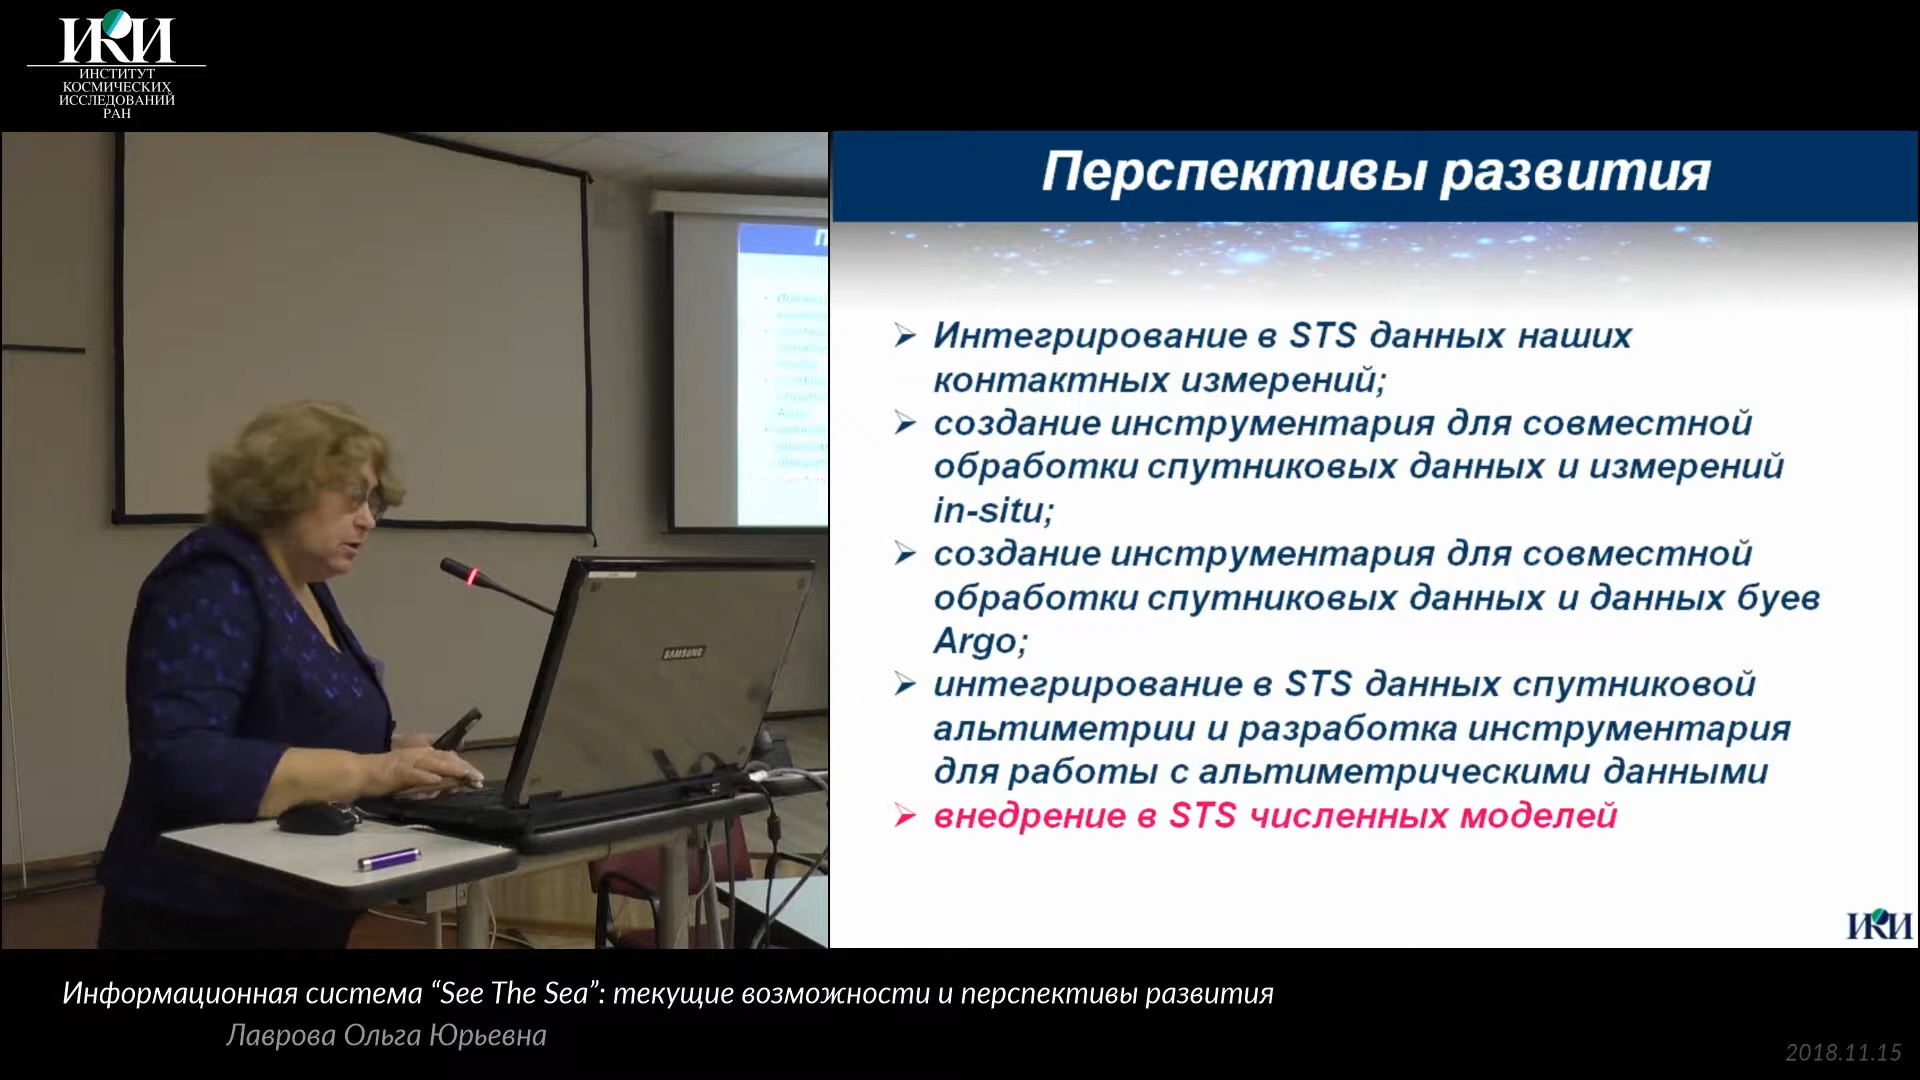 ИКИ
ИНСТИТУТ
КОСМИЧЕСКИХ
ИССЛЕДОВАНИЙ
РАН
SAMSUNG
Перспективы развития
Интегрирование в STS данных наших
контактных измерений;
создание инструментария для совместной
обработки спутниковых данных и измерений
in-situ;
создание инструментария для совместной
обработки спутниковых данных и данных буев
Argo;
интегрирование в STS данных спутниковой
альтиметрии и разработка инструментария
для работы с альтиметрическими данными
внедрение в STS численных моделей
ИКИ
Информационная система “See The Sea”: текущие возможности и перспективы развития
Лаврова Ольга Юрьевна
2018.11.15